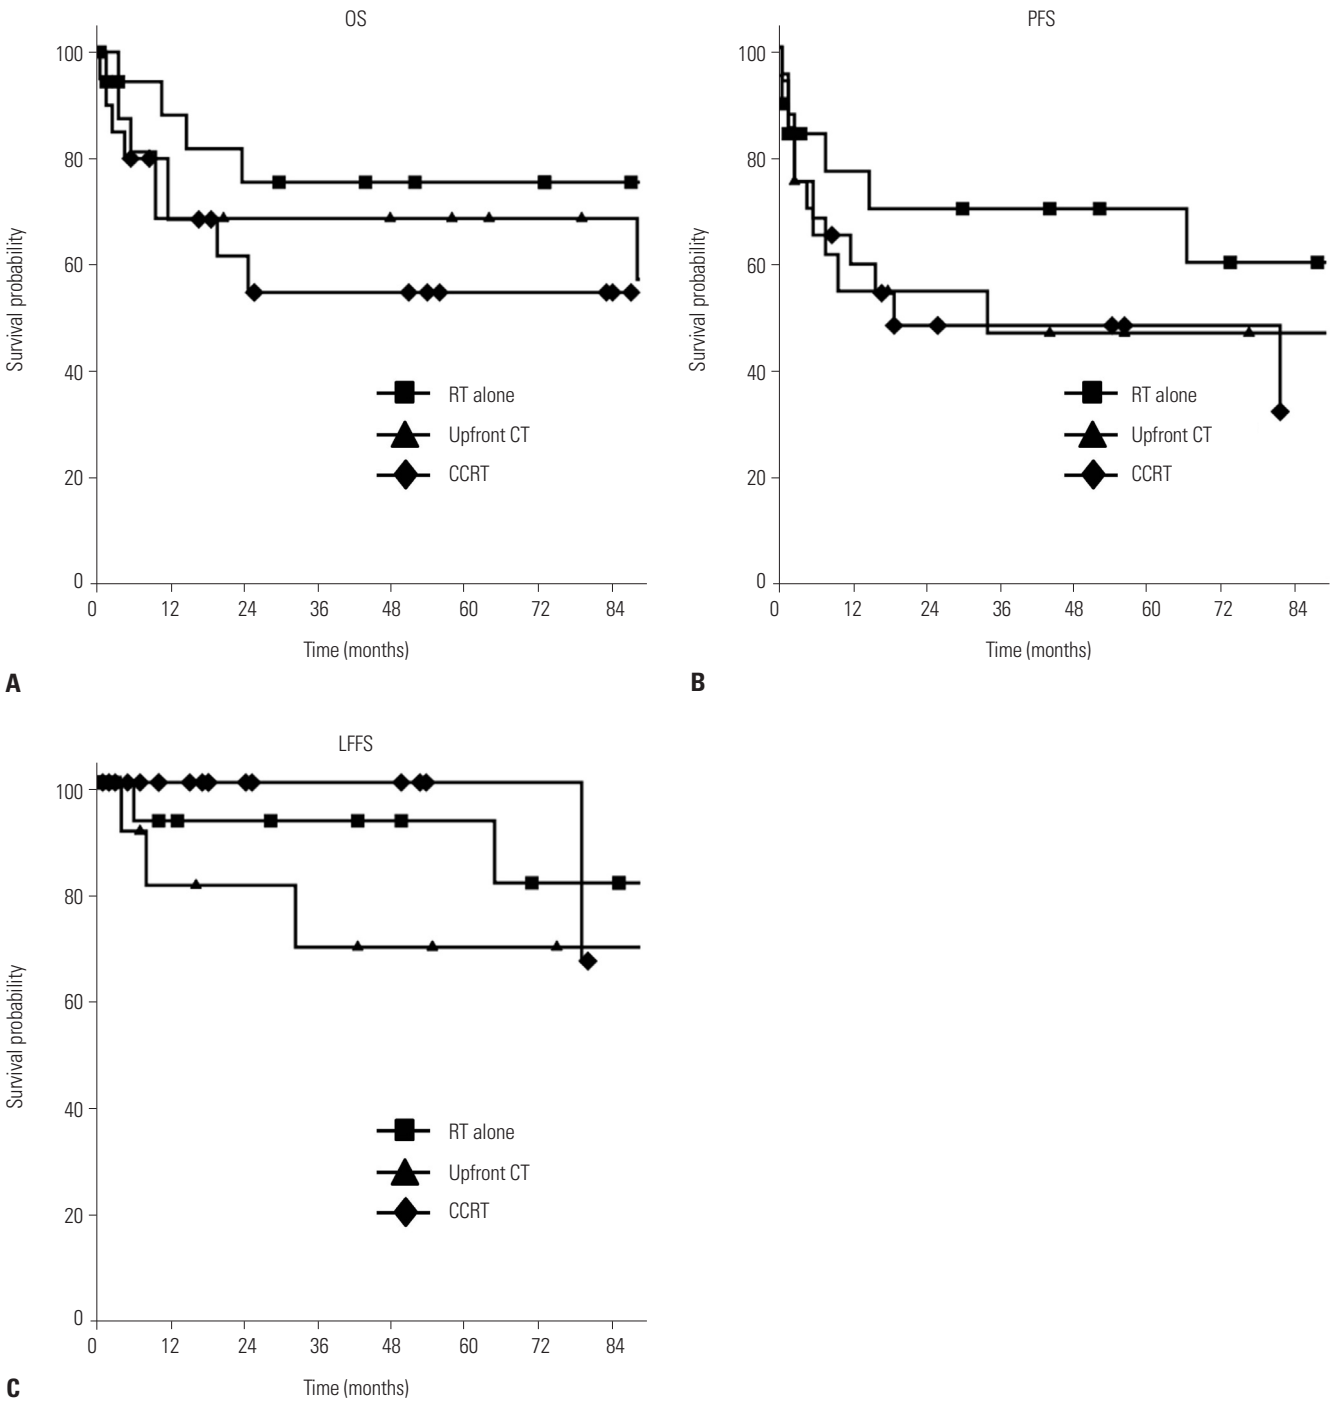 OS
Survival probability
100
80
60
40
20
0
RT alone
Upfront CT
CCRT
0 12 24 36 48 60 72 84
Time (months)
A
PFS
Survival probability
100
80
60
40
20
0
RT alone
Upfront CT
CCRT
0 12 24 36 48 60 72 84
Time (months)
B
LFFS
Survival probability
100
80
60
40
20
0
RT alone
Upfront CT
CCRT
0 12 24 36 48 60 72 84
Time (months)
C